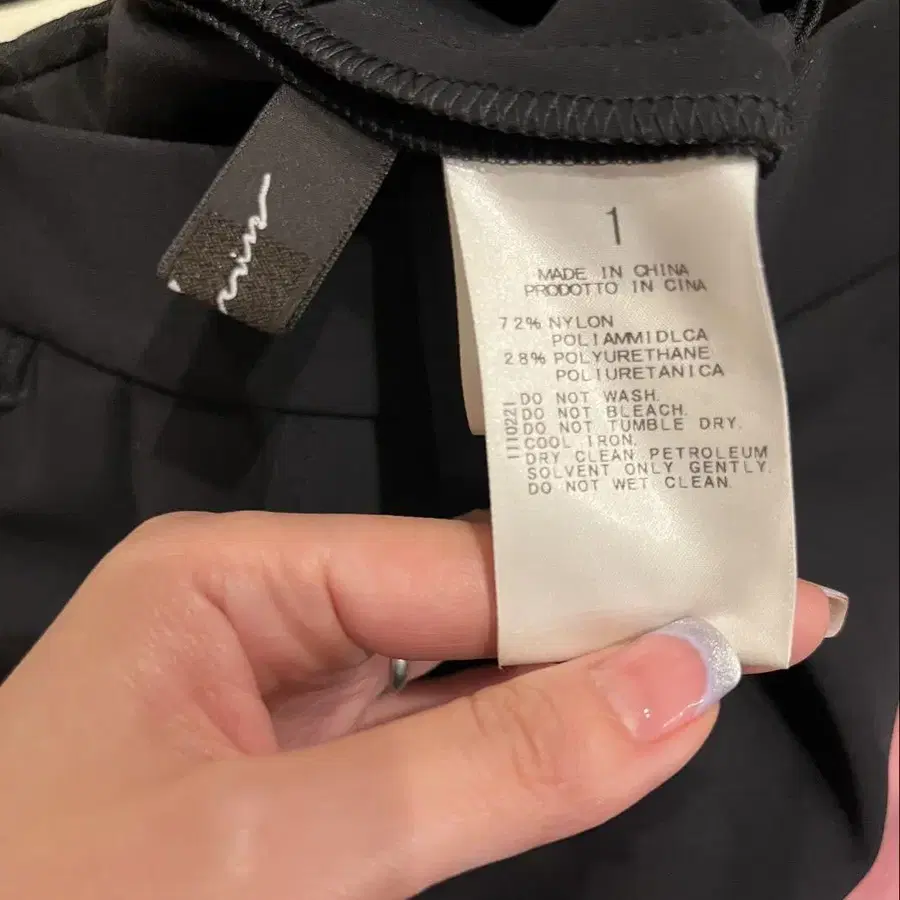 1
MADE IN CHINA
PRODOTTO IN CINA
72% NYLON
POLIAMMIDLCA
28% POLYURETHANE
POLIURETANICA
DO NOT WASH.
DO NOT BLEACH.
DO NOT TUMBLE DRY.
COOL IRON.
DRY CLEAN PETROLEUM
SOLVENT ONLY GENTLY.
DO NOT WET CLEAN.
1110221